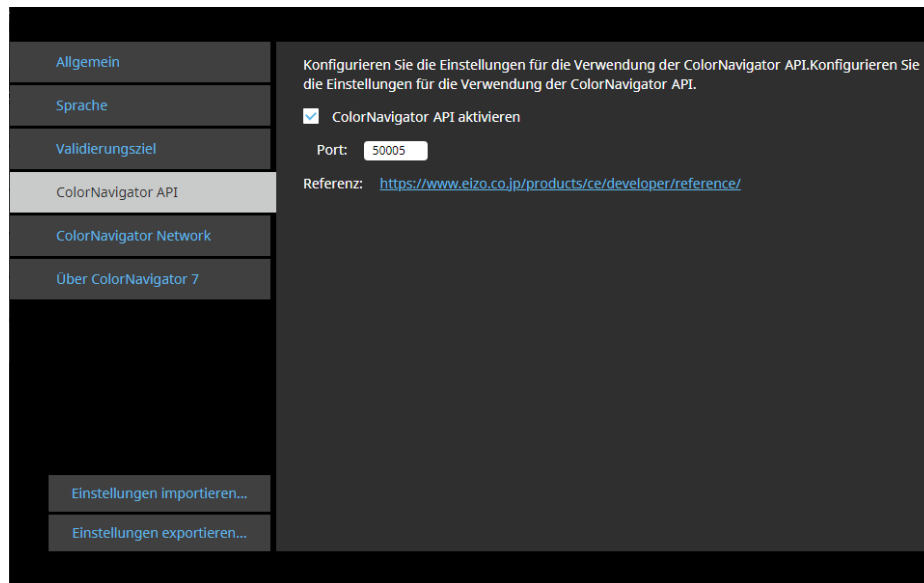 Allgemein
Sprache
Validierungsziel
ColorNavigator API
ColorNavigator Network
Über ColorNavigator 7
Einstellungen importieren...
Einstellungen exportieren...
Konfigurieren Sie die Einstellungen für die Verwendung der ColorNavigator API.Konfigurieren Sie
die Einstellungen für die Verwendung der ColorNavigator API.
ColorNavigator API aktivieren
Port: 50005
Referenz: https://www.eizo.co.jp/products/ce/developer/reference/